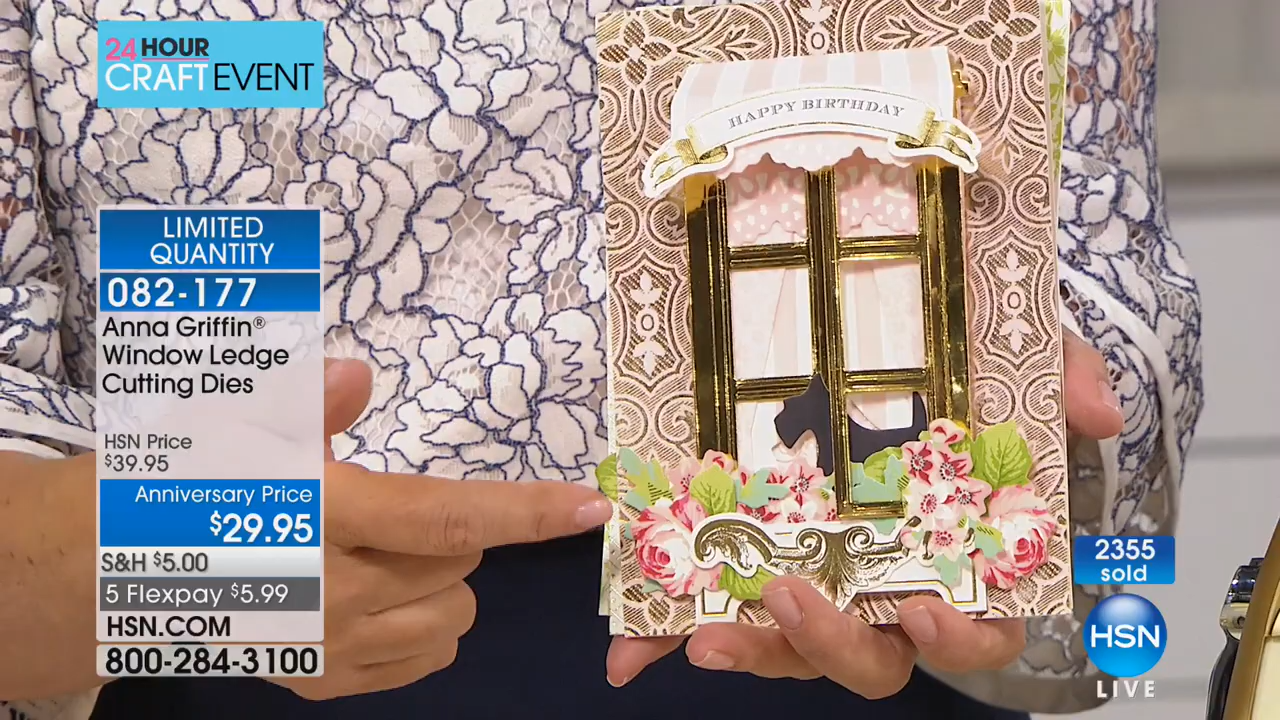 24 HOUR
CRAFT EVENT
LIMITED
QUANTITY
082-177
Anna Griffin®
Window Ledge
Cutting Dies
HSN Price
$39.95
Anniversary Price
$29.95
S&H $5.00
5 Flexpay $5.99
HSN.COM
800-284-3100
HAPPY BIRTHDAY
2355
sold
HSN
LIVE